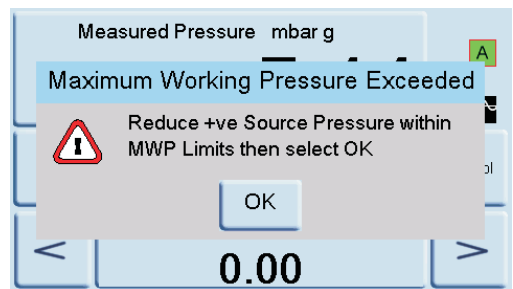 Measured Pressure mbar g
A
Maximum Working Pressure Exceeded
Reduce +ve Source Pressure within
MWP Limits then select OK
OK
< 0.00 >